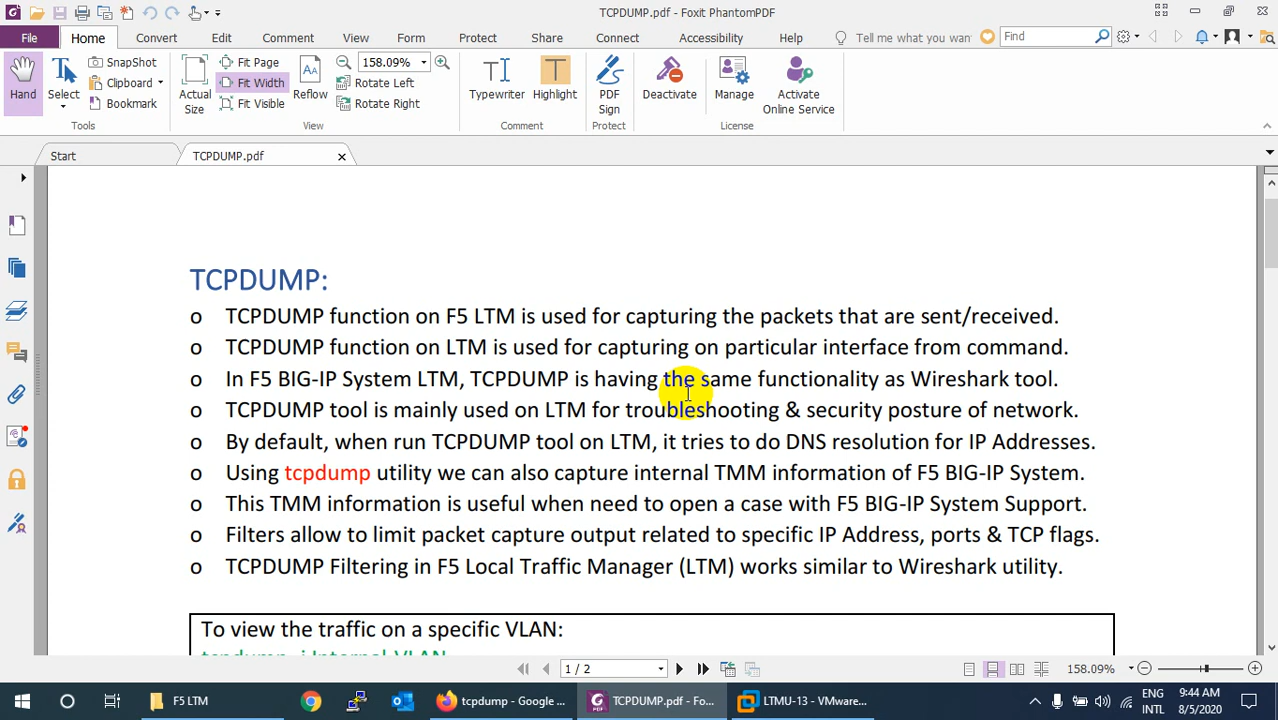 TCPDUMP.pdf - Foxit PhantomPDF
File Home Convert Edit Comment View Form Protect Share Connect Accessibility Help Tell me what you want Find
Hand
Select
SnapShot
Clipboard
Bookmark
Tools
Actual Size
Fit Page
Fit Width
Fit Visible
Reflow
158.09%
Rotate Left
Rotate Right
View
Typewriter
Highlight
Comment
PDF Sign
Protect
Deactivate
Manage
Activate Online Service
License
Start
TCPDUMP.pdf
TCPDUMP:
o TCPDUMP function on F5 LTM is used for capturing the packets that are sent/received.
o TCPDUMP function on LTM is used for capturing on particular interface from command.
o In F5 BIG-IP System LTM, TCPDUMP is having the same functionality as Wireshark tool.
o TCPDUMP tool is mainly used on LTM for troubleshooting & security posture of network.
o By default, when run TCPDUMP tool on LTM, it tries to do DNS resolution for IP Addresses.
o Using tcpdump utility we can also capture internal TMM information of F5 BIG-IP System.
o This TMM information is useful when need to open a case with F5 BIG-IP System Support.
o Filters allow to limit packet capture output related to specific IP Address, ports & TCP flags.
o TCPDUMP Filtering in F5 Local Traffic Manager (LTM) works similar to Wireshark utility.
To view the traffic on a specific VLAN:
tcpdump -i Internal-VLAN
1 / 2
158.09%
F5 LTM
tcpdump - Google ...
TCPDUMP.pdf - Fo...
LTMU-13 - VMware...
ENG
INTL
9:44 AM
8/5/2020